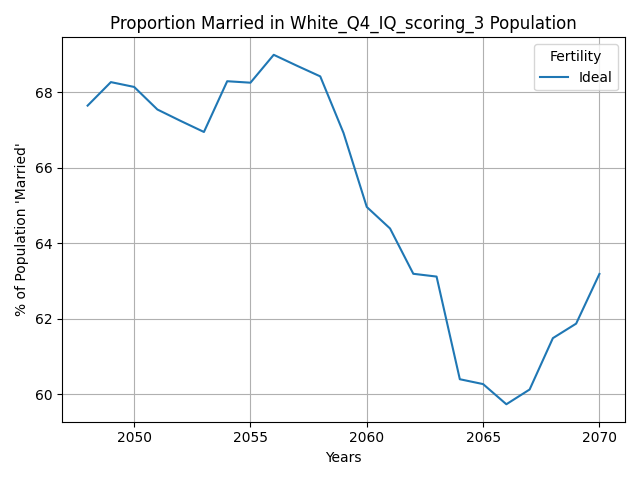 Proportion Married in White_Q4_IQ_scoring_3 Population
Fertility
Ideal
% of Population 'Married'
68
66
64
62
60
2050
2055
2060
2065
2070
Years